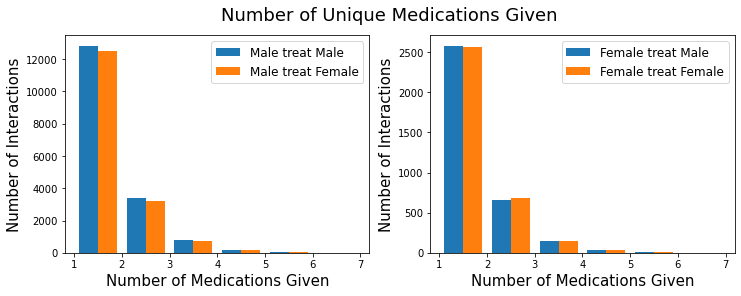 Number of Unique Medications Given
Number of Interactions
12000
10000
8000
6000
4000
2000
0
Male treat Male
Male treat Female
1 2 3 4 5 6 7
Number of Medications Given
Number of Interactions
2500
2000
1500
1000
500
0
Female treat Male
Female treat Female
1 2 3 4 5 6 7
Number of Medications Given